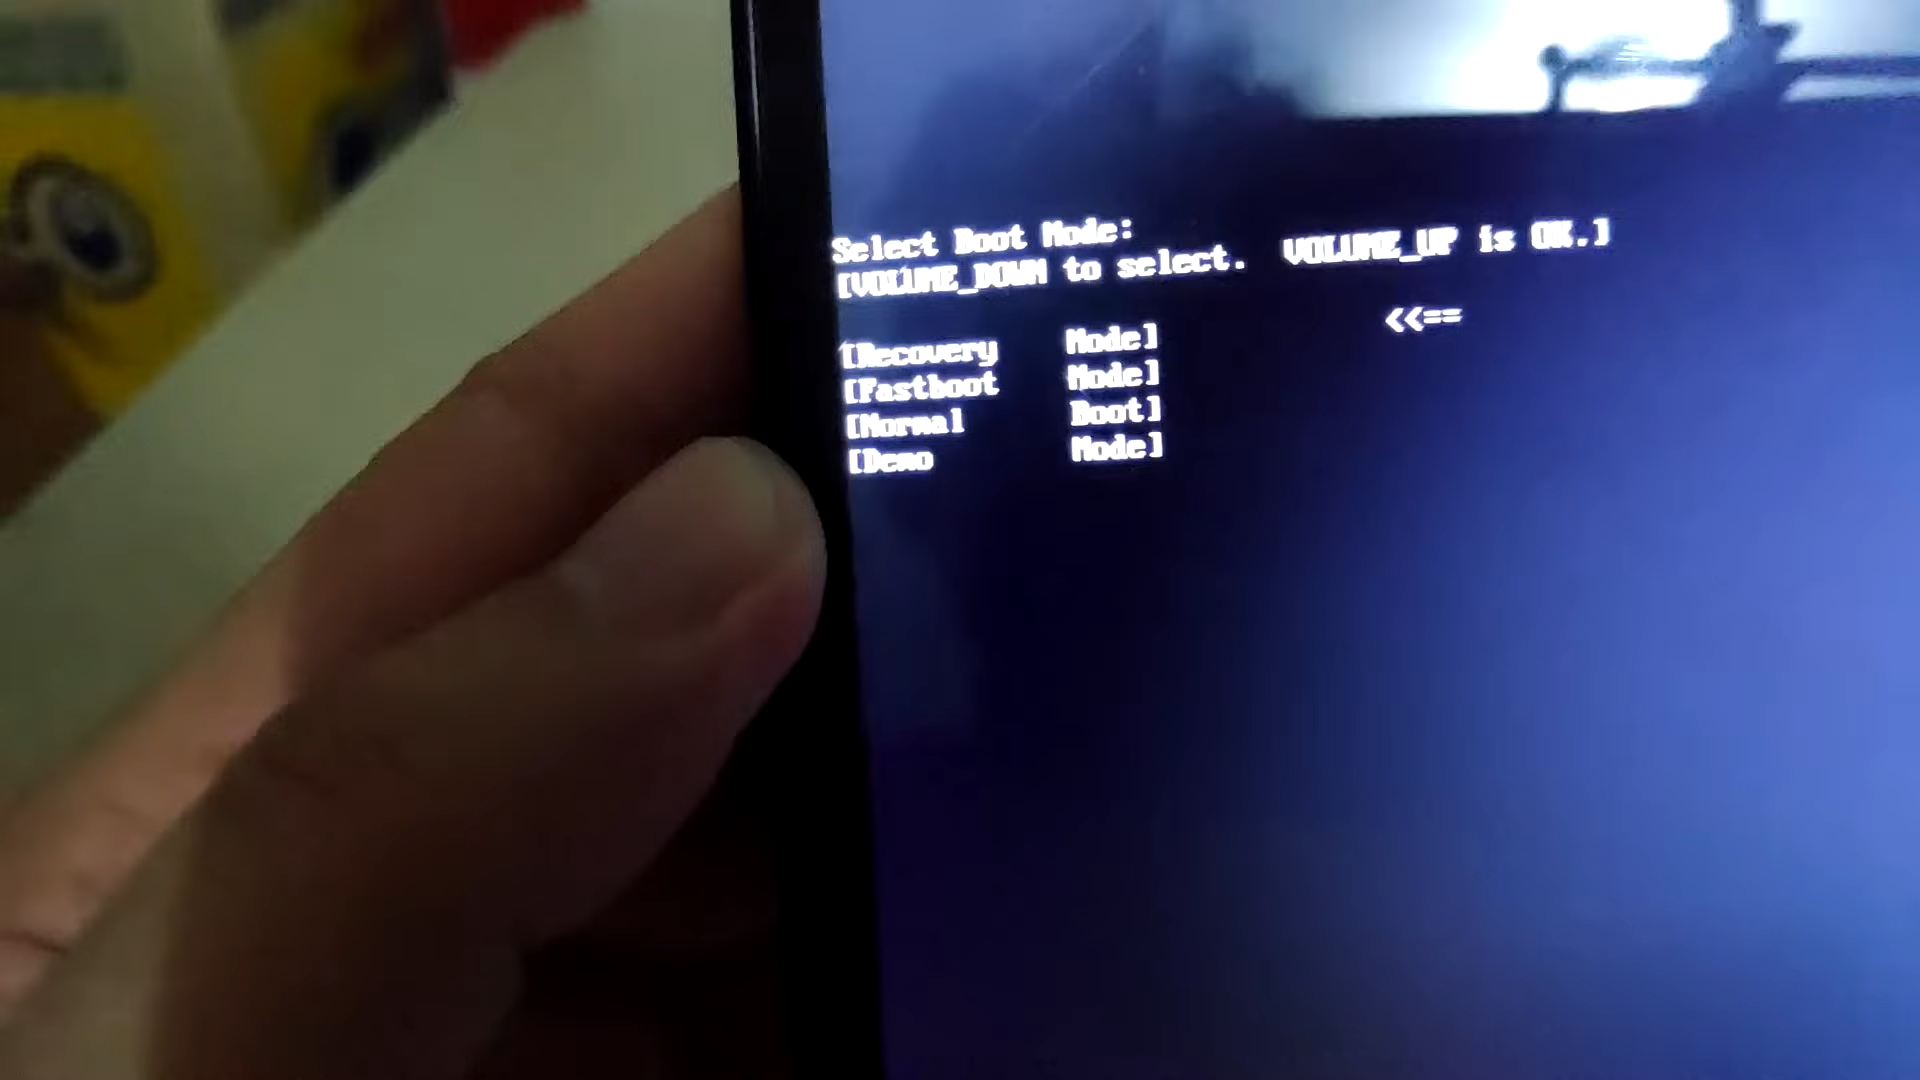 Select Boot Mode:
[VOLUME_DOWN to select.  VOLUME_UP is OK.]
[Recovery    Mode]    <<==
[Fastboot    Mode]
[Normal    Boot]
[Demo    Mode]